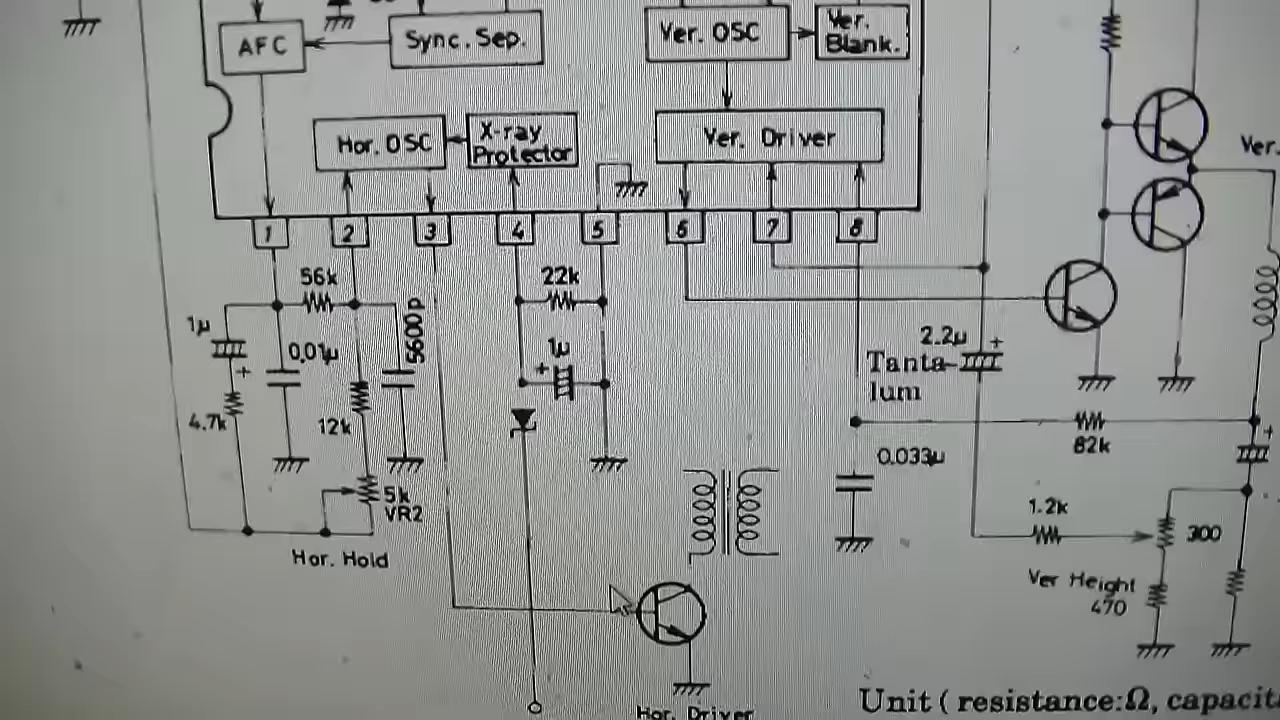 AFC
Sync. Sep.
Ver. OSC
Ver.
Blank.
Hor. OSC
X-ray
Protector
Ver. Driver
Ver.
1
2
3
4
5
6
7
8
56k
22k
1μ
0.01μ
5600p
1μ
+
+
2.2μ
+
Tanta-
lum
4.7k
12k
82k
+
0.033μ
5k
VR2
1.2k
300
Hor. Hold
Ver Height
470
Hor. Driver
Unit ( resistance:Ω,